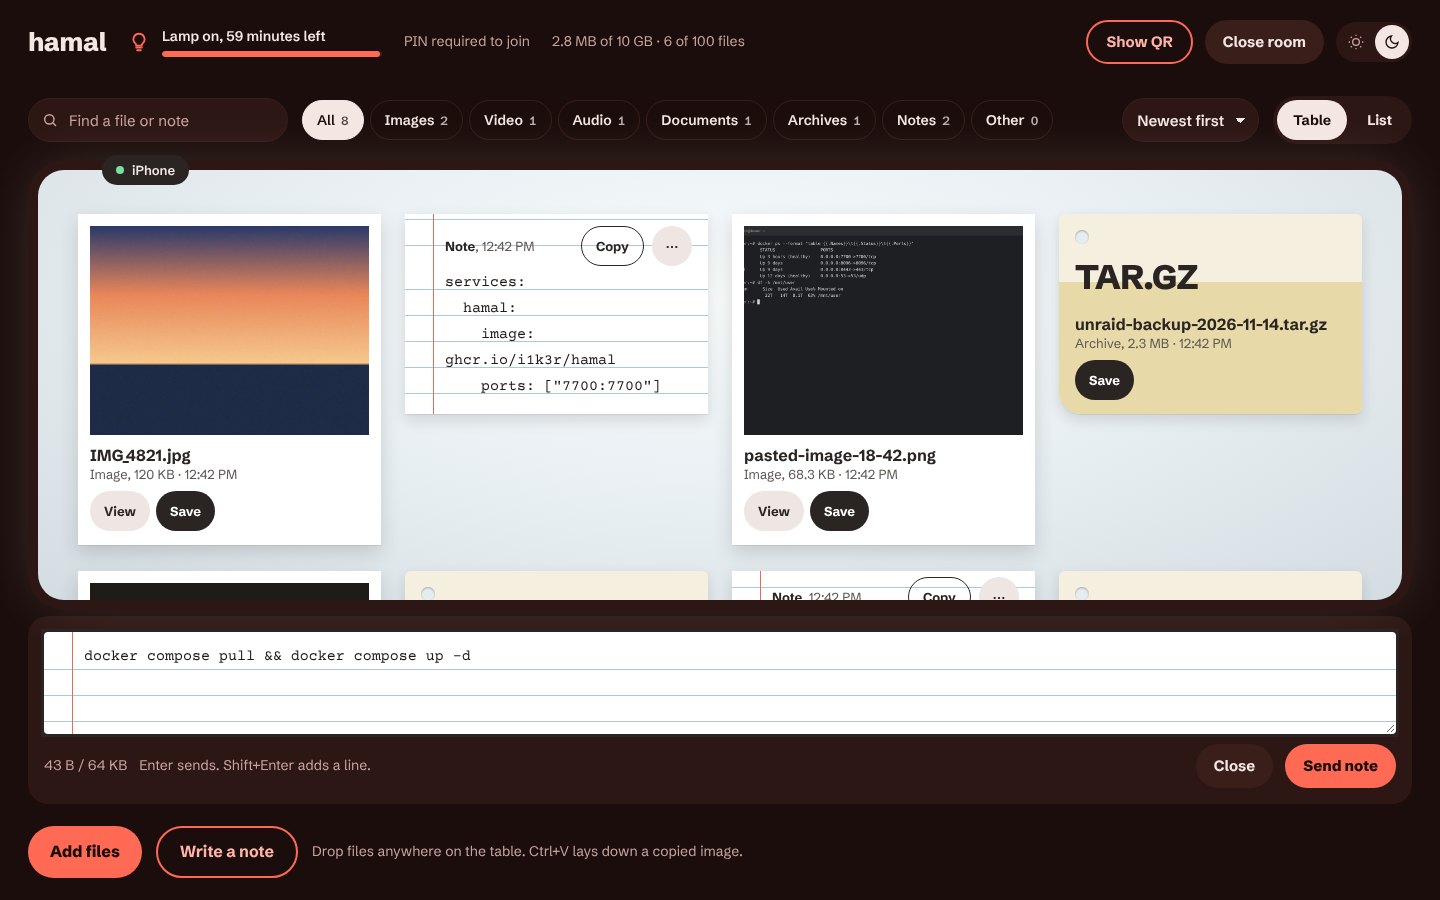 hamal
Lamp on, 59 minutes left
PIN required to join
2.8 MB of 10 GB · 6 of 100 files
Show QR
Close room
Find a file or note
All 8
Images 2
Video 1
Audio 1
Documents 1
Archives 1
Notes 2
Other 0
Newest first
Table
List
iPhone
IMG_4821.jpg
Image, 120 KB · 12:42 PM
View
Save
Note, 12:42 PM
Copy
services:
hamal:
image:
ghcr.io/i1k3r/hamal
ports: ["7700:7700"]
pasted-image-18-42.png
Image, 68.3 KB · 12:42 PM
View
Save
TAR.GZ
unraid-backup-2026-11-14.tar.gz
Archive, 2.3 MB · 12:42 PM
Save
Note, 12:42 PM
Copy
docker compose pull && docker compose up -d
43 B / 64 KB
Enter sends. Shift+Enter adds a line.
Close
Send note
Add files
Write a note
Drop files anywhere on the table. Ctrl+V lays down a copied image.